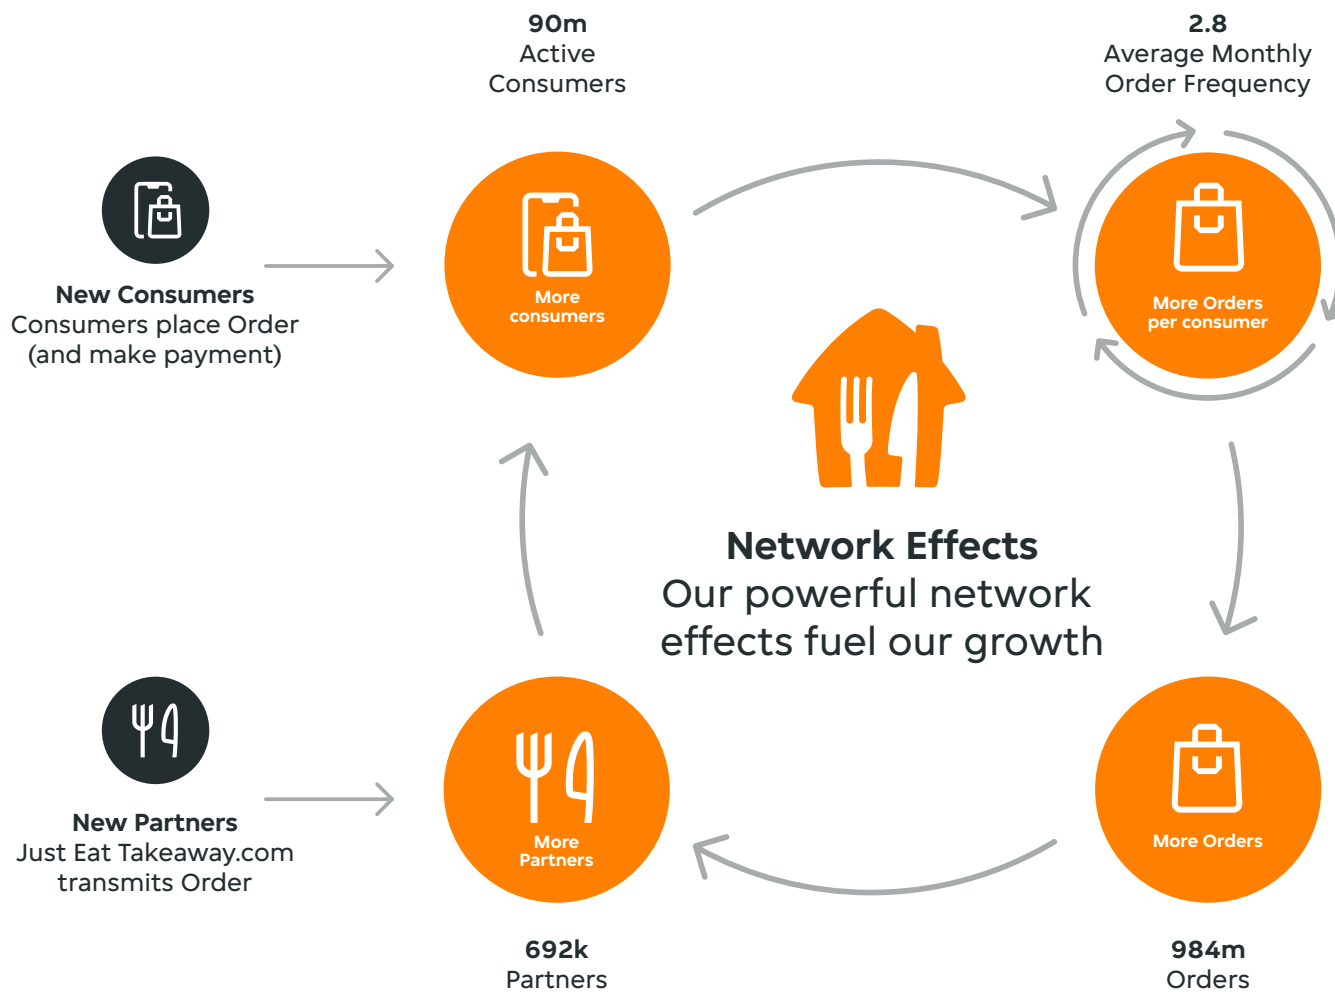 90m
Active
Consumers
2.8
Average Monthly
Order Frequency
New Consumers
Consumers place Order
(and make payment)
More
consumers
More Orders
per consumer
Network Effects
Our powerful network
effects fuel our growth
New Partners
Just Eat Takeaway.com
transmits Order
More
Partners
More Orders
692k
Partners
984m
Orders